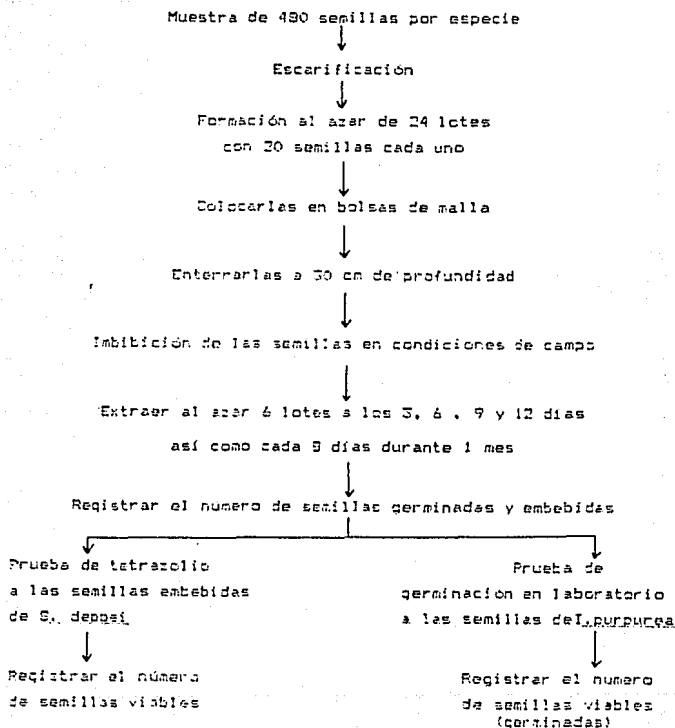 Muestra de 480 semillas por especie
Escarificación
Formación al azar de 24 lotes
con 20 semillas cada uno
Colocarlas en bolsas de malla
Enterrarlas a 30 cm de profundidad
Imbibición de las semillas en condiciones de campo
Extraer al azar 6 lotes a los 3, 6 , 9 y 12 días
así como cada 8 días durante 1 mes
Registrar el numero de semillas germinadas y embebidas
Prueba de tetrazolio
a las semillas embebidas
de S. deppei
Registrar el número
de semillas viables
Prueba de
germinación en laboratorio
a las semillas de I.purpurea
Registrar el numero
de semillas viables
(germinadas)